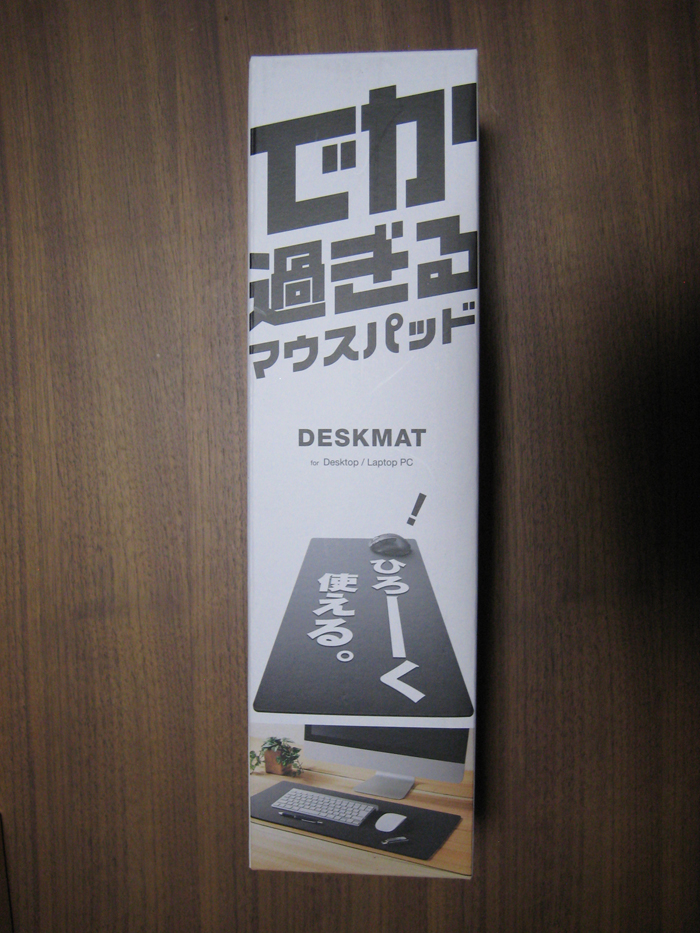 でか
過ぎる
マウスパッド
DESKMAT
for Desktop / Laptop PC
!
ひろーく
使える。